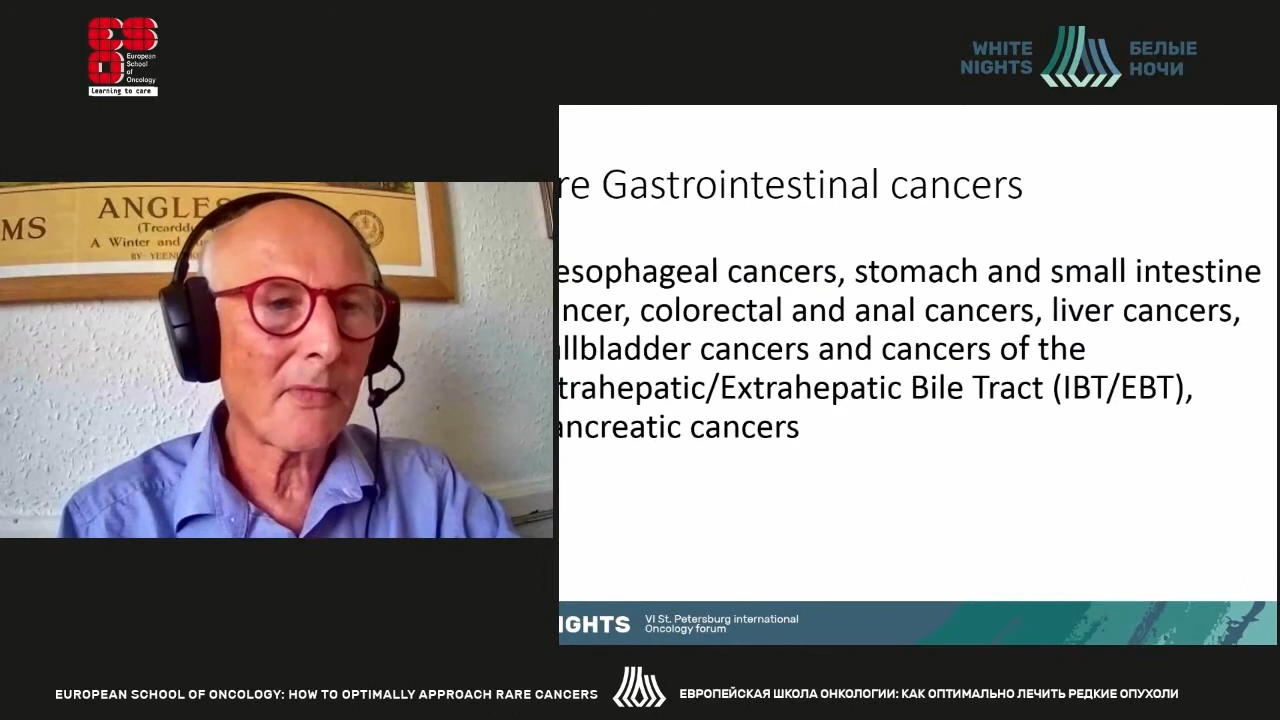 European
School
of
Oncology
Learning to care
WHITE
NIGHTS
БЕЛЫЕ
НОЧИ
MS
ANGLES
(Trearddu
A Winter and
BY
re Gastrointestinal cancers
esophageal cancers, stomach and small intestine
ncer, colorectal and anal cancers, liver cancers,
llbladder cancers and cancers of the
trahepatic/Extrahepatic Bile Tract (IBT/EBT),
ancreatic cancers
IGHTS
VI St. Petersburg international
Oncology forum
EUROPEAN SCHOOL OF ONCOLOGY: HOW TO OPTIMALLY APPROACH RARE CANCERS
ЕВРОПЕЙСКАЯ ШКОЛА ОНКОЛОГИИ: КАК ОПТИМАЛЬНО ЛЕЧИТЬ РЕДКИЕ ОПУХОЛИ